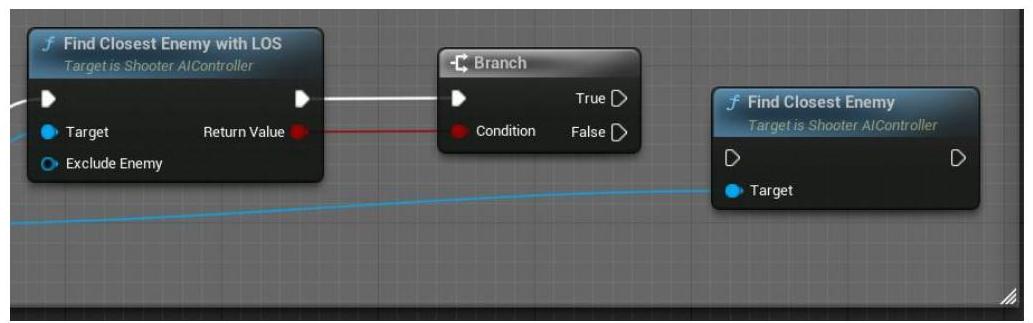 Find Closest Enemy with LOS
Target is Shooter AIController
Target
Return Value
Exclude Enemy
Branch
True
Condition
False
Find Closest Enemy
Target is Shooter AIController
Target